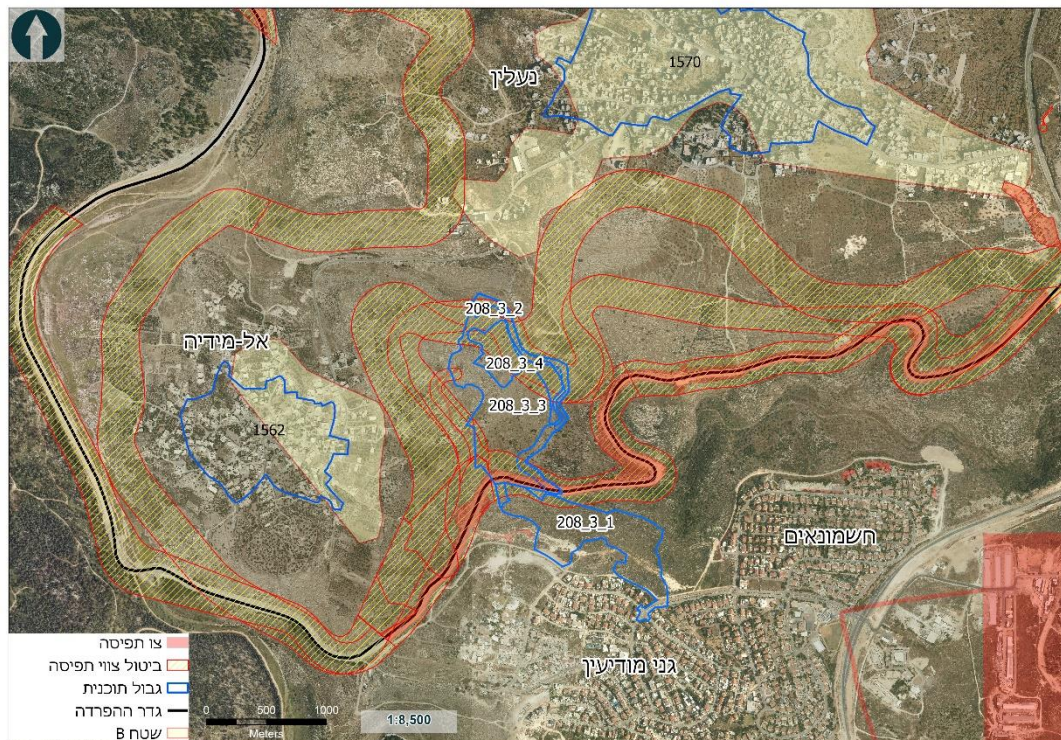 1570
נעלין
208_3_2
אל-מידיה
208_3_4
208_3_3
1562
208_3_1
חשמונאים
גני מודיעין
צו תפיסה
ביטול צווי תפיסה
גבול תוכנית
גדר ההפרדה
שטח B
0 500 1000
Meters
1:8,500